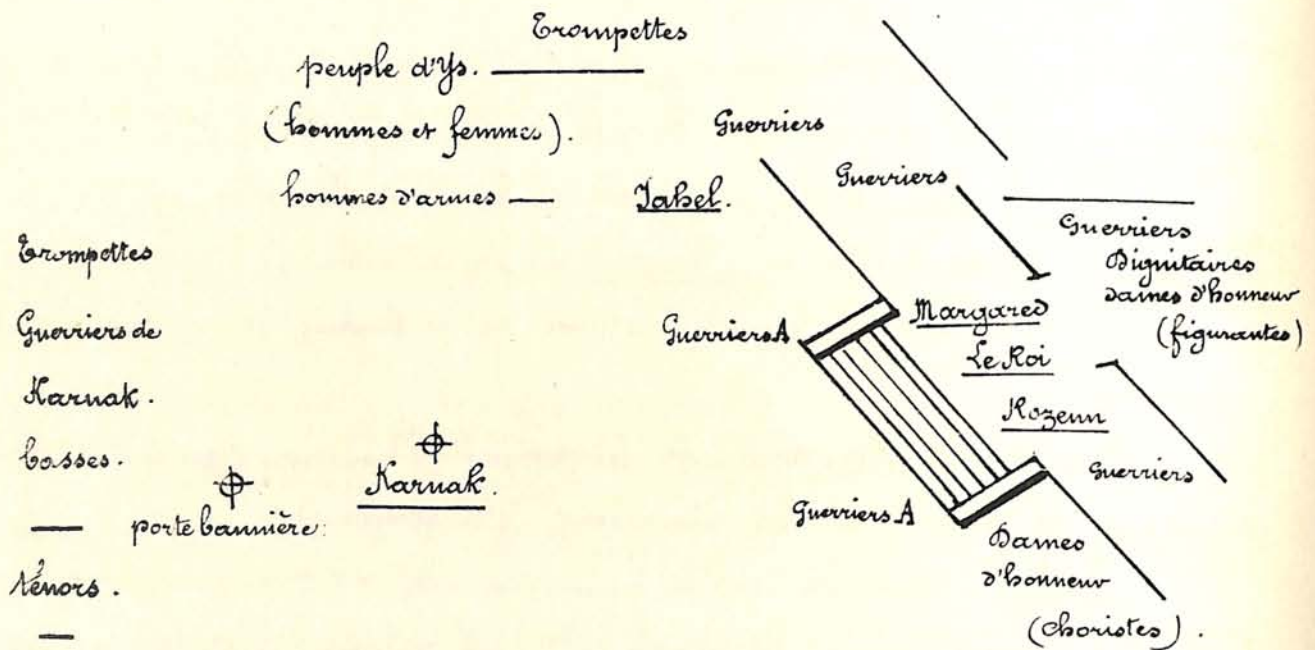 Trompettes
peuple d'Ys.
(hommes et femmes).
Guerriers
hommes d'armes
Jahel.
Guerriers
Guerriers
Dignitaires
dames d'honneur
(figurantes)
Trompettes
Guerriers de
Karnak.
basses.
ténors.
porte bannière.
Karnak.
Guerriers A
Margared
Le Roi
Rozenn
Guerriers
Guerriers A
Dames
d'honneur
(choristes).